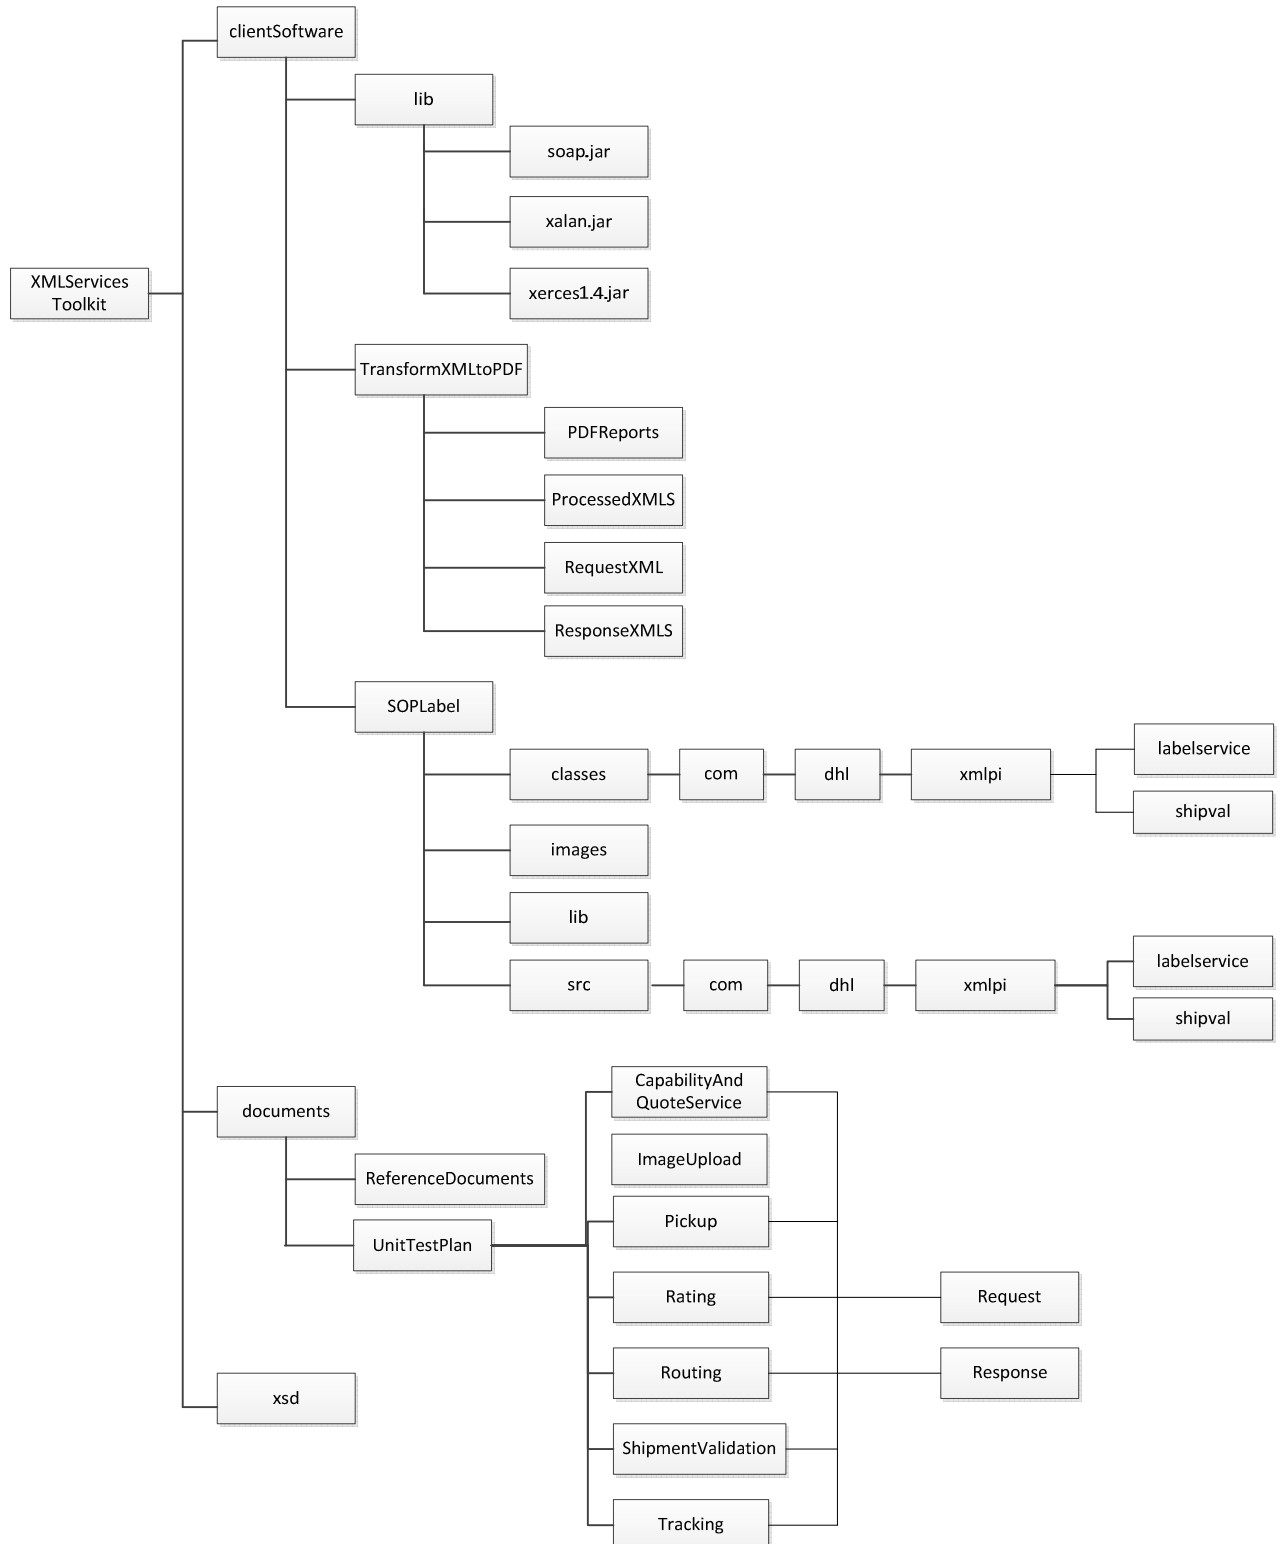 clientSoftware
lib
soap.jar
xalan.jar
XMLServices
Toolkit
xerces1.4.jar
TransformXMLtoPDF
PDFReports
ProcessedXMLS
RequestXML
ResponseXMLS
SOPLabel
labelservice
classes
com
dhl
xmlpi
shipval
images
lib
labelservice
src
com
dhl
xmlpi
shipval
CapabilityAnd
QuoteService
documents
ImageUpload
ReferenceDocuments
Pickup
UnitTestPlan
Rating
Request
Routing
Response
xsd
ShipmentValidation
Tracking